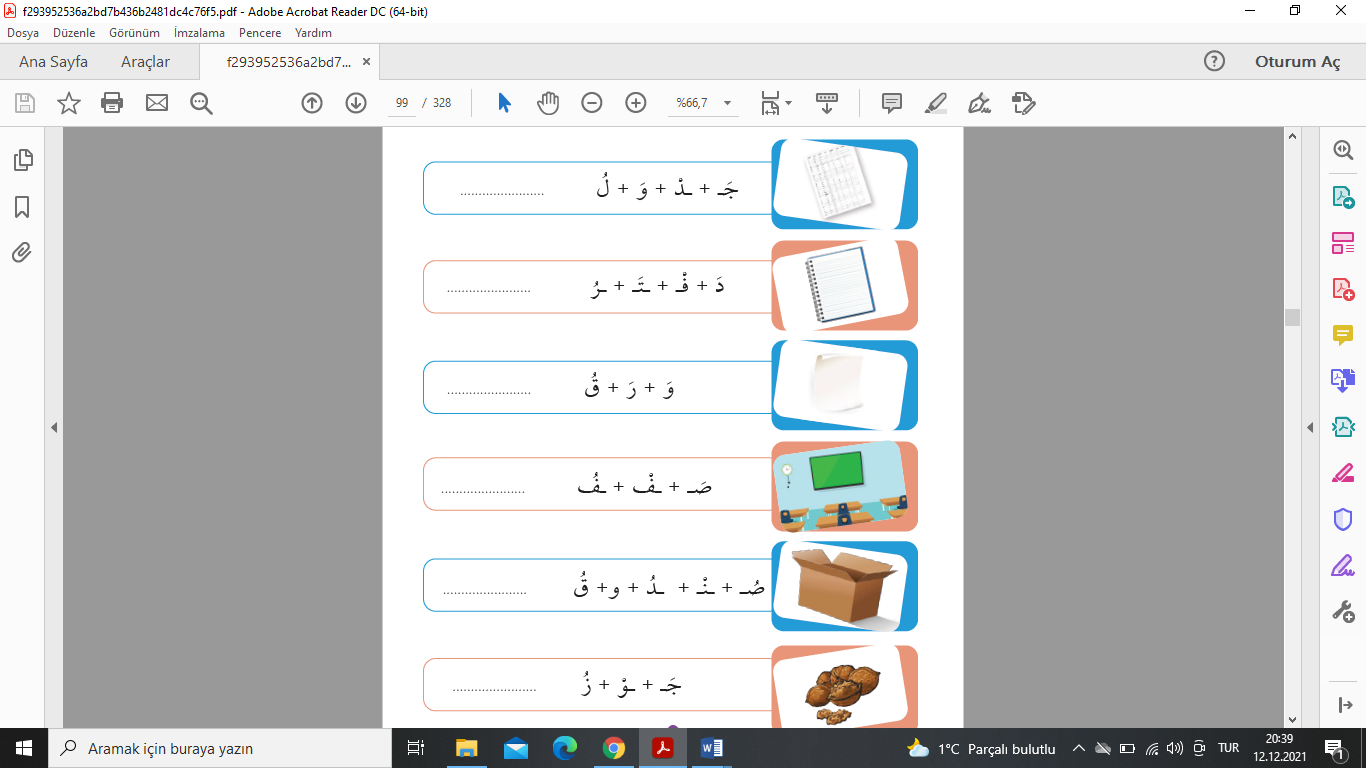 f293952536a2bd7b436b2481dc4c76f5.pdf - Adobe Acrobat Reader DC (64-bit)
Dosya Düzenle Görünüm İmzalama Pencere Yardım
Ana Sayfa Araçlar f293952536a2bd7... × Oturum Aç
99 / 328 %66,7
جَـ + ـدْ + وَ + لُ ......................
دَ + فْـ + ـتَـ + ـرُ ......................
وَ + رَ + قُ ......................
صَـ + ـفْ + ـفُ ......................
صُـ + ـنْـ + ـدُ + و+ قُ ......................
جَـ + ـوْ + زُ ......................
Aramak için buraya yazın
1°C Parçalı bulutlu
TUR
20:39
12.12.2021
1